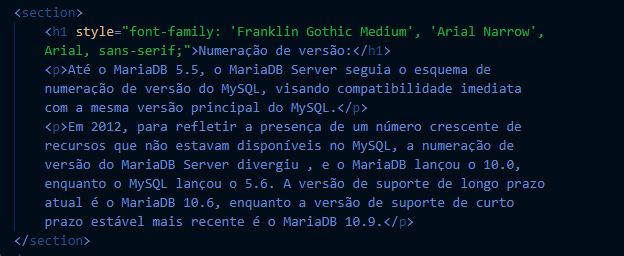 <section>
<h1 style="font-family: 'Franklin Gothic Medium', 'Arial Narrow',
Arial, sans-serif;">Numeração de versão:</h1>
<p>Até o MariaDB 5.5, o MariaDB Server seguia o esquema de
numeração de versão do MySQL, visando compatibilidade imediata
com a mesma versão principal do MySQL.</p>
<p>Em 2012, para refletir a presença de um número crescente de
recursos que não estavam disponíveis no MySQL, a numeração de
versão do MariaDB Server divergiu , e o MariaDB lançou o 10.0,
enquanto o MySQL lançou o 5.6. A versão de suporte de longo prazo
atual é o MariaDB 10.6, enquanto a versão de suporte de curto
prazo estável mais recente é o MariaDB 10.9.</p>
</section>